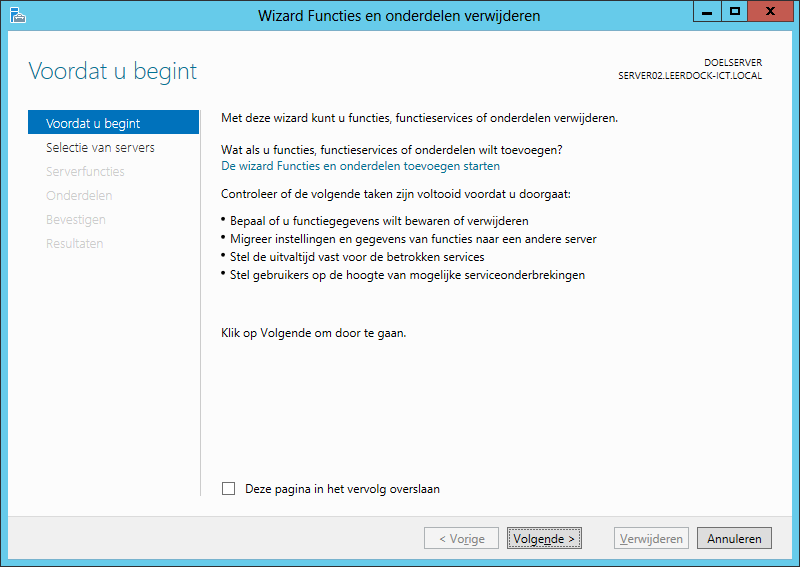 Wizard Functies en onderdelen verwijderen
Voordat u begint
DOELSERVER
SERVER02.LEERDOCK-ICT.LOCAL
Voordat u begint
Selectie van servers
Serverfuncties
Onderdelen
Bevestigen
Resultaten
Met deze wizard kunt u functies, functieservices of onderdelen verwijderen.
Wat als u functies, functieservices of onderdelen wilt toevoegen?
De wizard Functies en onderdelen toevoegen starten
Controleer of de volgende taken zijn voltooid voordat u doorgaat:
• Bepaal of u functiegegevens wilt bewaren of verwijderen
• Migreer instellingen en gegevens van functies naar een andere server
• Stel de uitvaltijd vast voor de betrokken services
• Stel gebruikers op de hoogte van mogelijke serviceonderbrekingen
Klik op Volgende om door te gaan.
Deze pagina in het vervolg overslaan
< Vorige
Volgende >
Verwijderen
Annuleren